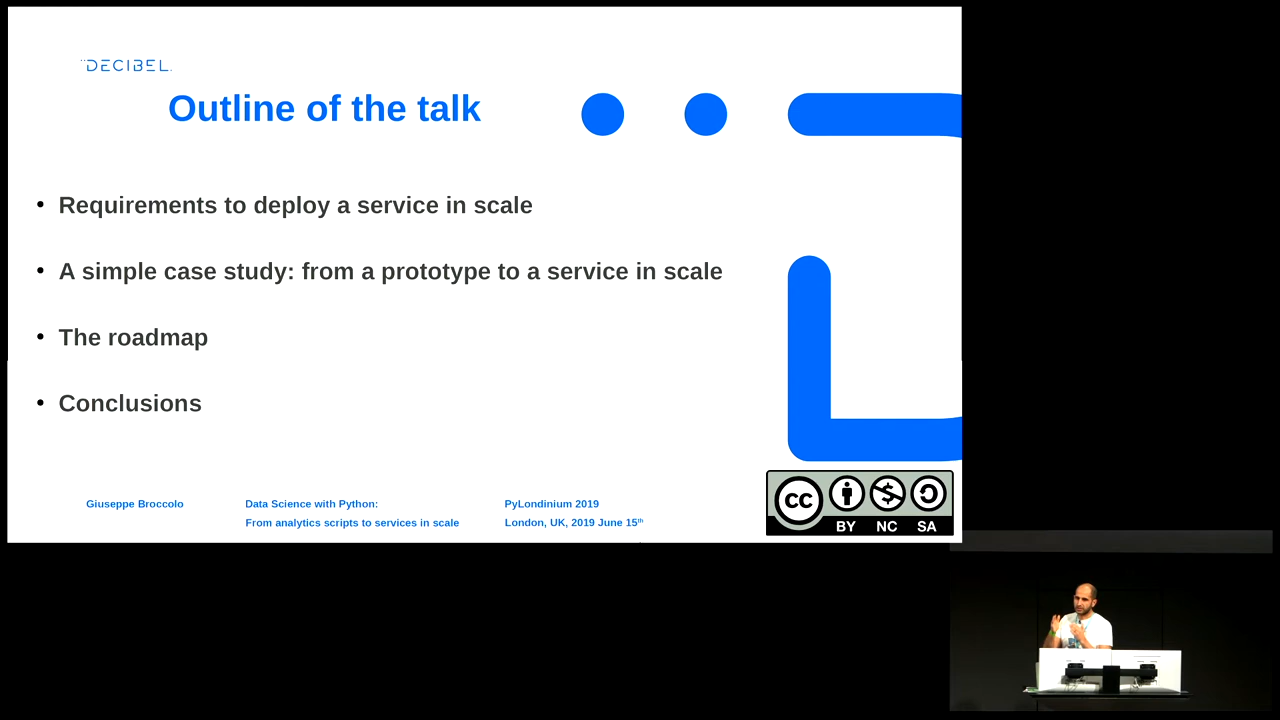 DECIBEL
Outline of the talk
• Requirements to deploy a service in scale
• A simple case study: from a prototype to a service in scale
• The roadmap
• Conclusions
Giuseppe Broccolo
Data Science with Python:
From analytics scripts to services in scale
PyLondinium 2019
London, UK, 2019 June 15th
CC
BY NC SA